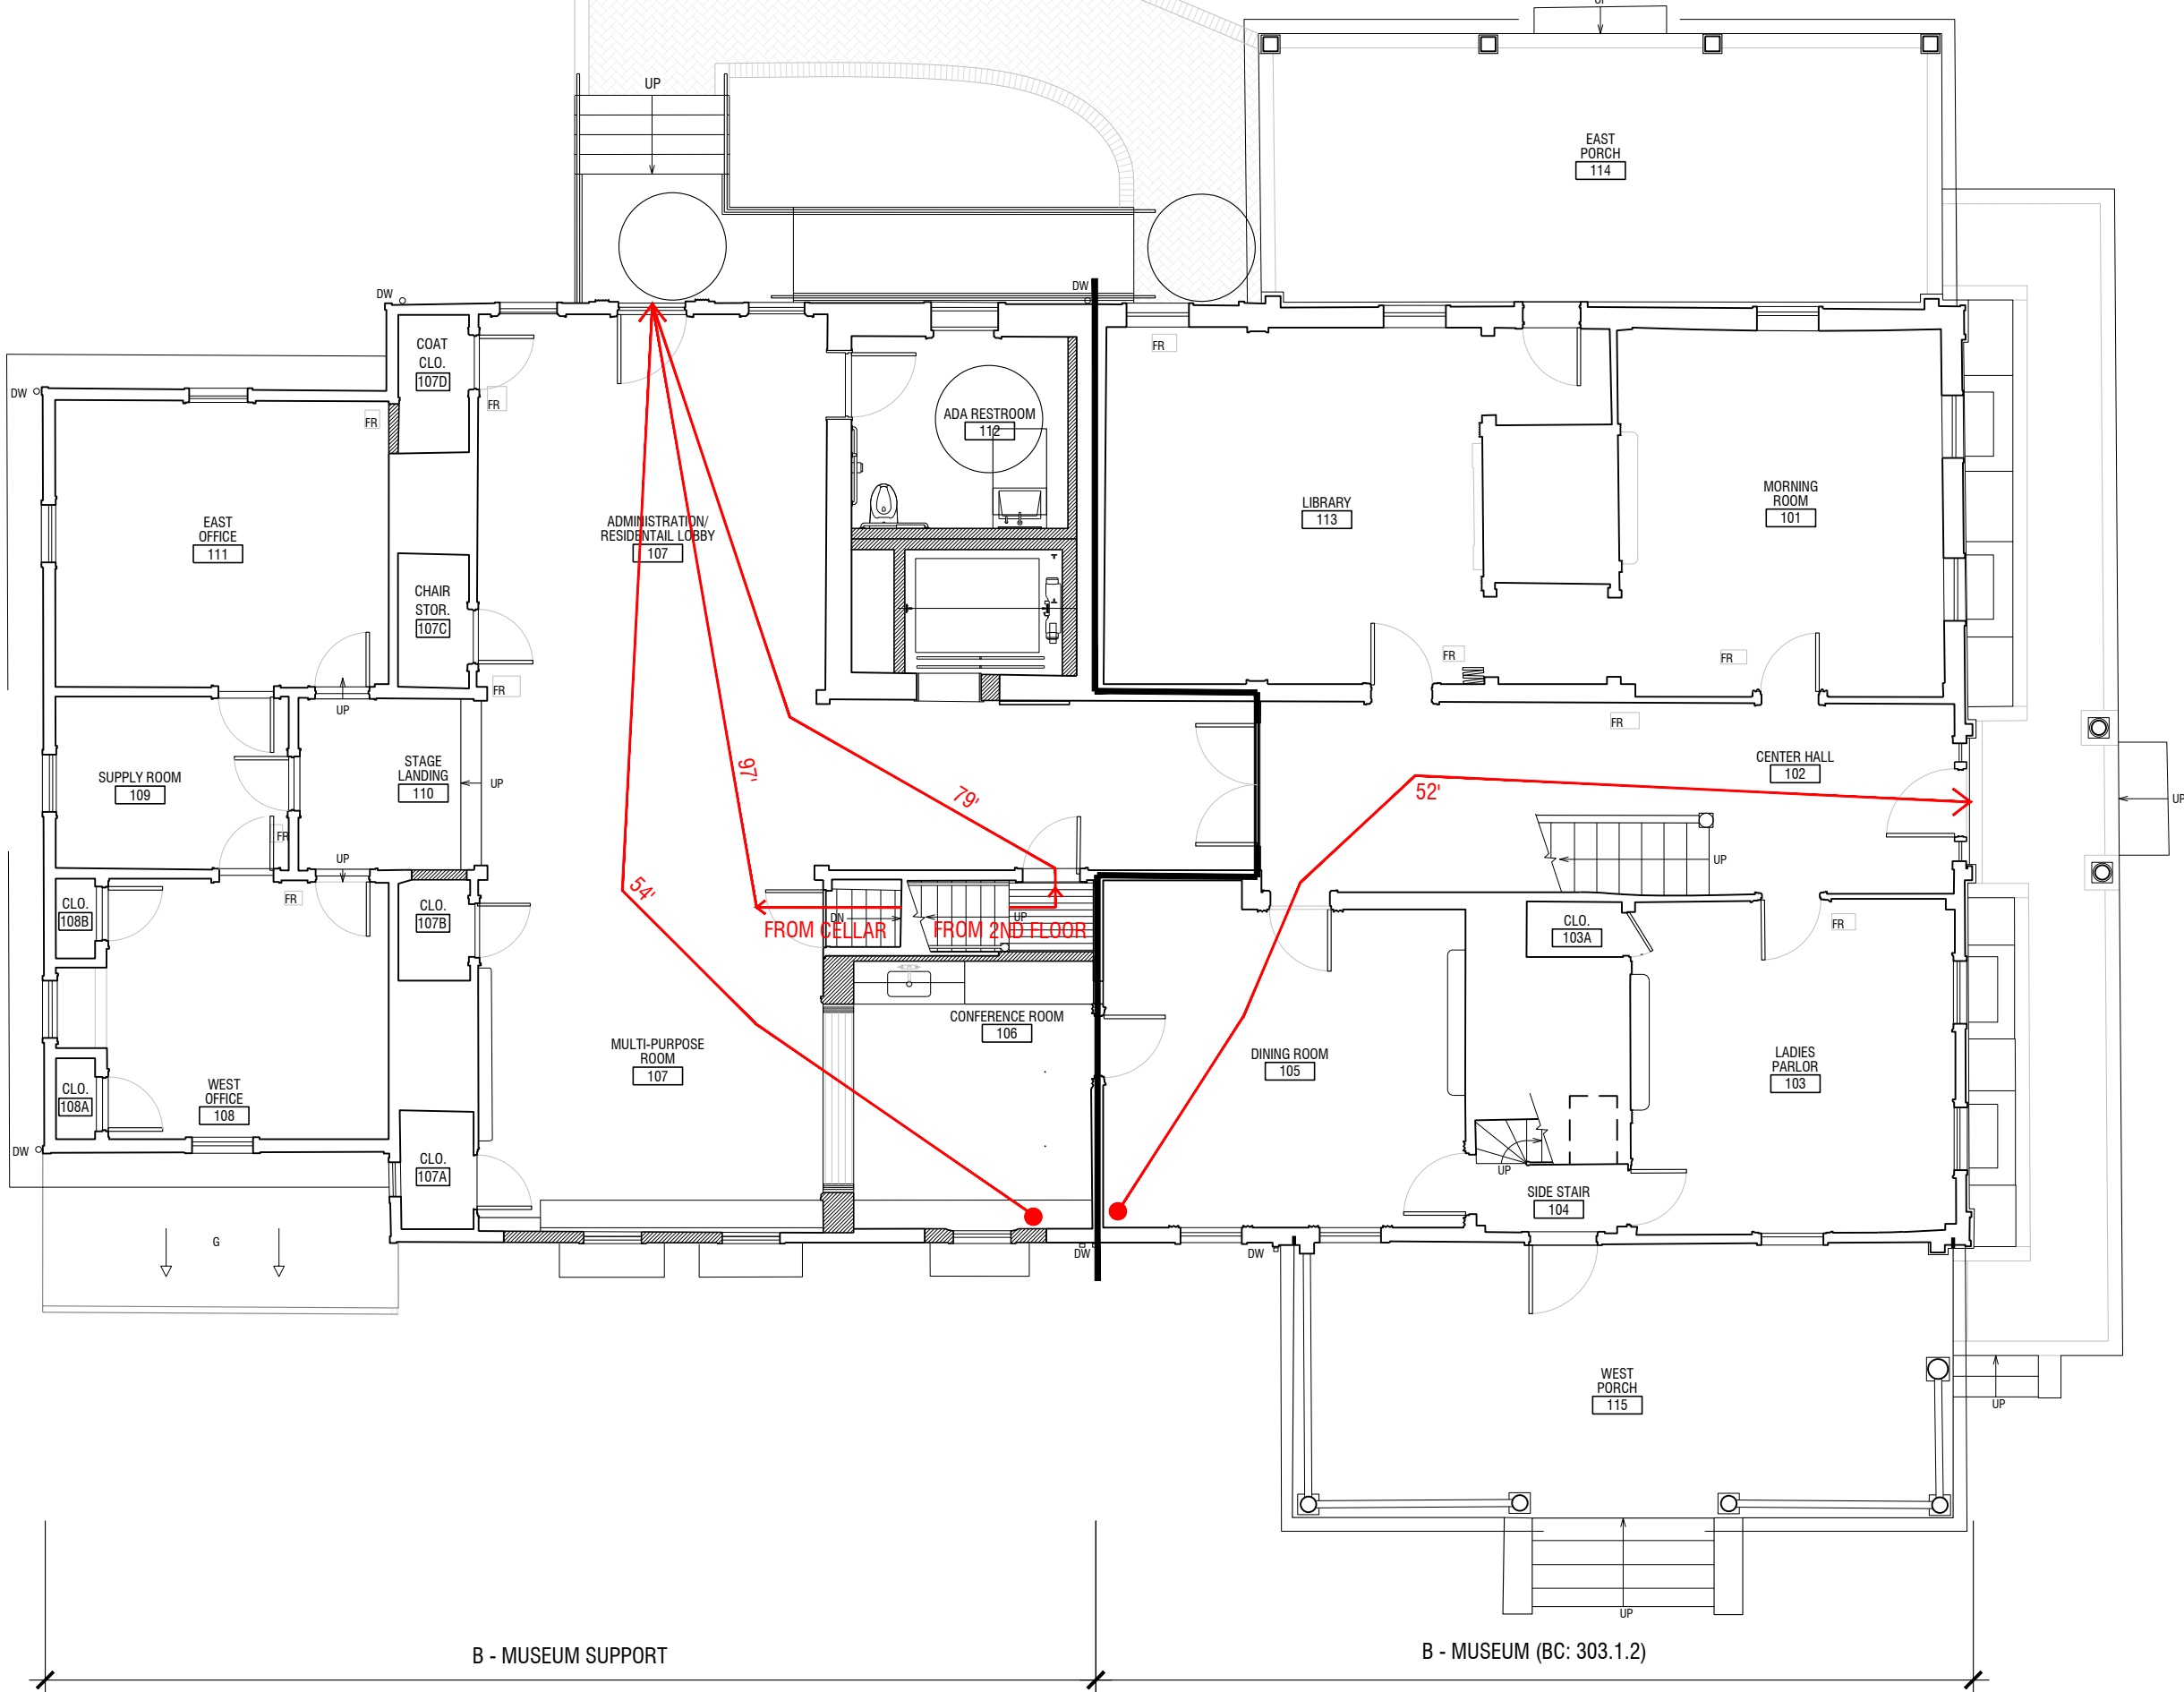 UP
UP
EAST
PORCH
114
DW
DW
COAT
CLO.
107D
FR
DW
FR
FR
ADA RESTROOM
112
EAST
OFFICE
111
ADMINISTRATION/
RESIDENTAIL LOBBY
107
LIBRARY
113
MORNING
ROOM
101
CHAIR
STOR.
107C
FR
FR
FR
UP
FR
STAGE
LANDING
110
UP
SUPPLY ROOM
109
97'
79'
52'
CENTER HALL
102
UP
FR
UP
UP
54'
CLO.
108B
FR
CLO.
107B
DN
UP
FROM CELLAR
FROM 2ND FLOOR
CLO.
103A
FR
CONFERENCE ROOM
106
MULTI-PURPOSE
ROOM
107
DINING ROOM
105
LADIES
PARLOR
103
CLO.
108A
WEST
OFFICE
108
DW
CLO.
107A
UP
SIDE STAIR
104
G
DW
DW
WEST
PORCH
115
UP
UP
B - MUSEUM SUPPORT
B - MUSEUM (BC: 303.1.2)